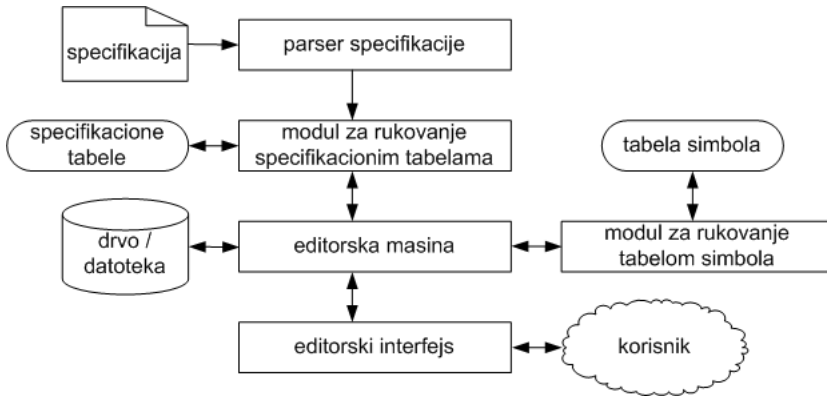 specifikacija
parser specifikacije
specifikacione
tabele
modul za rukovanje
specifikacionim tabelama
tabela simbola
drvo /
datoteka
editorska masina
modul za rukovanje
tabelom simbola
editorski interfejs
korisnik